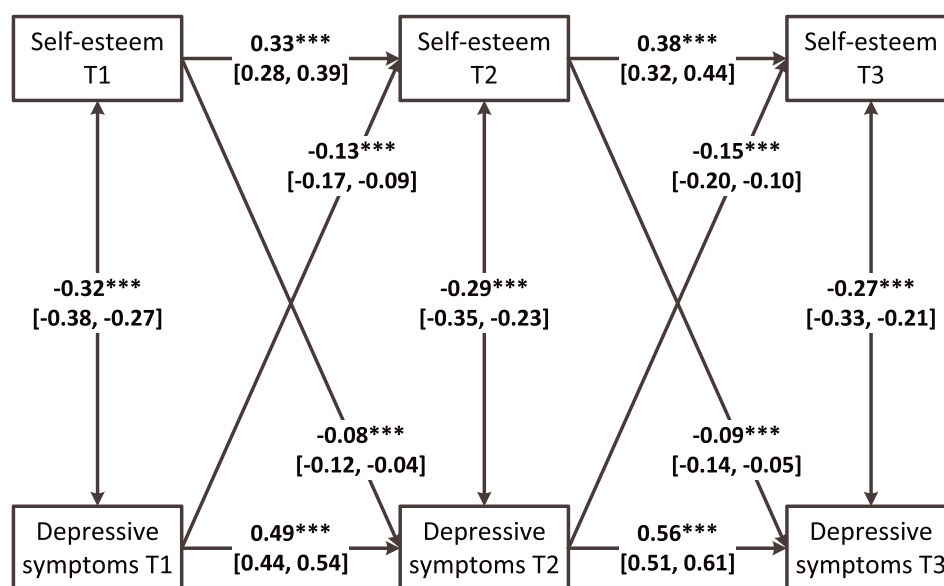 Self-esteem
T1
0.33***
[0.28, 0.39]
Self-esteem
T2
0.38***
[0.32, 0.44]
Self-esteem
T3
-0.13***
[-0.17, -0.09]
-0.15***
[-0.20, -0.10]
-0.32***
[-0.38, -0.27]
-0.29***
[-0.35, -0.23]
-0.27***
[-0.33, -0.21]
-0.08***
[-0.12, -0.04]
-0.09***
[-0.14, -0.05]
Depressive
symptoms T1
0.49***
[0.44, 0.54]
Depressive
symptoms T2
0.56***
[0.51, 0.61]
Depressive
symptoms T3